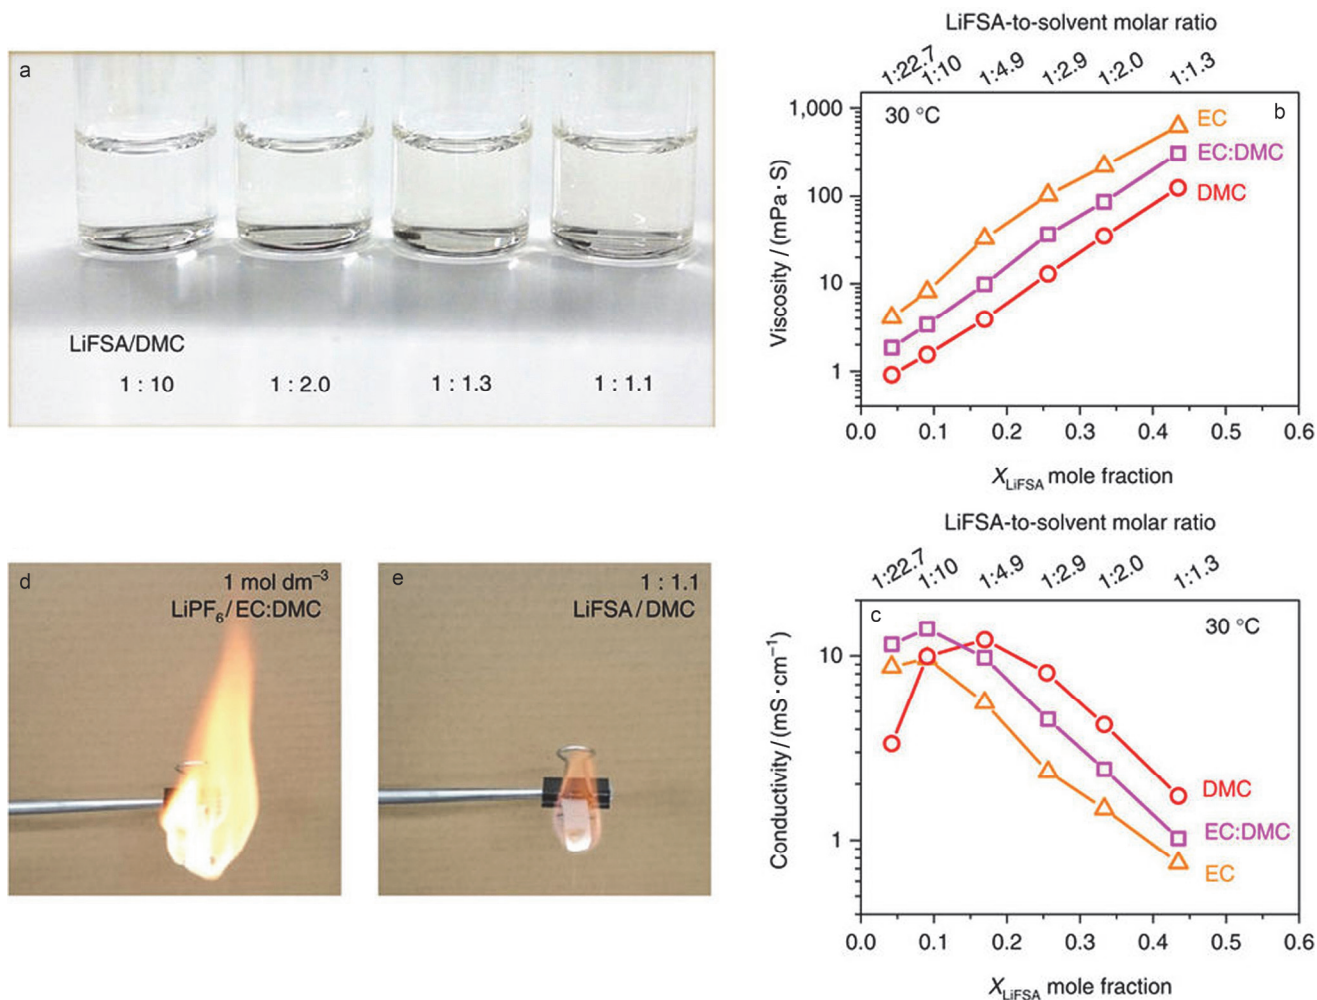 a
LiFSA/DMC
1 : 10 1 : 2.0 1 : 1.3 1 : 1.1
LiFSA-to-solvent molar ratio
1:22.7 1:10 1:4.9 1:2.9 1:2.0 1:1.3
b
30 °C
EC
EC:DMC
DMC
Viscosity / (mPa · S)
1,000
100
10
1
0.0 0.1 0.2 0.3 0.4 0.5 0.6
X_LiFSA mole fraction
d
1 mol dm⁻³
LiPF₆ / EC:DMC
e
1 : 1.1
LiFSA / DMC
LiFSA-to-solvent molar ratio
1:22.7 1:10 1:4.9 1:2.9 1:2.0 1:1.3
c
30 °C
DMC
EC:DMC
EC
Conductivity / (mS · cm⁻¹)
10
1
0.0 0.1 0.2 0.3 0.4 0.5 0.6
X_LiFSA mole fraction